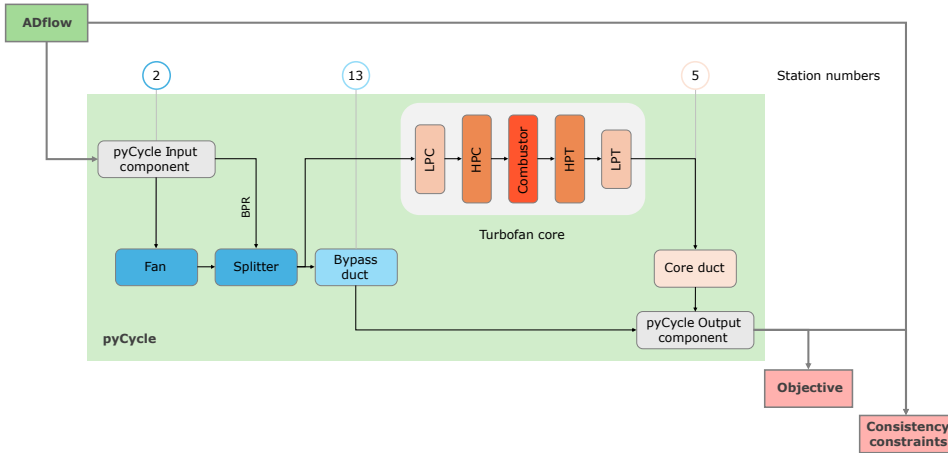 ADflow
2
13
5
Station numbers
pyCycle Input
component
BPR
LPC
HPC
Combustor
HPT
LPT
Turbofan core
Fan
Splitter
Bypass
duct
Core duct
pyCycle Output
component
pyCycle
Objective
Consistency
constraints